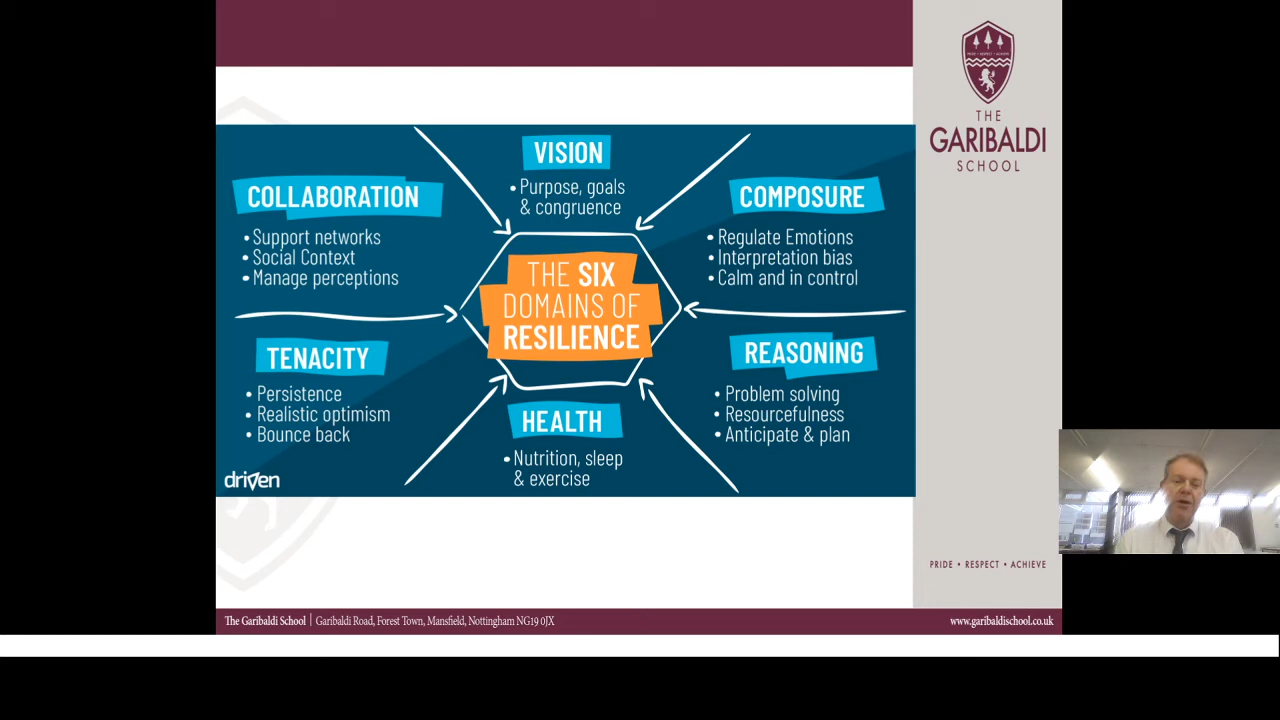 PRIDE • RESPECT • ACHIEVE
THE
GARIBALDI
SCHOOL
VISION
• Purpose, goals
& congruence
COLLABORATION
• Support networks
• Social Context
• Manage perceptions
COMPOSURE
• Regulate Emotions
• Interpretation bias
• Calm and in control
THE SIX
DOMAINS OF
RESILIENCE
TENACITY
• Persistence
• Realistic optimism
• Bounce back
REASONING
• Problem solving
• Resourcefulness
• Anticipate & plan
HEALTH
• Nutrition, sleep
& exercise
driven
PRIDE • RESPECT • ACHIEVE
The Garibaldi School | Garibaldi Road, Forest Town, Mansfield, Nottingham NG19 0JX
www.garibaldischool.co.uk